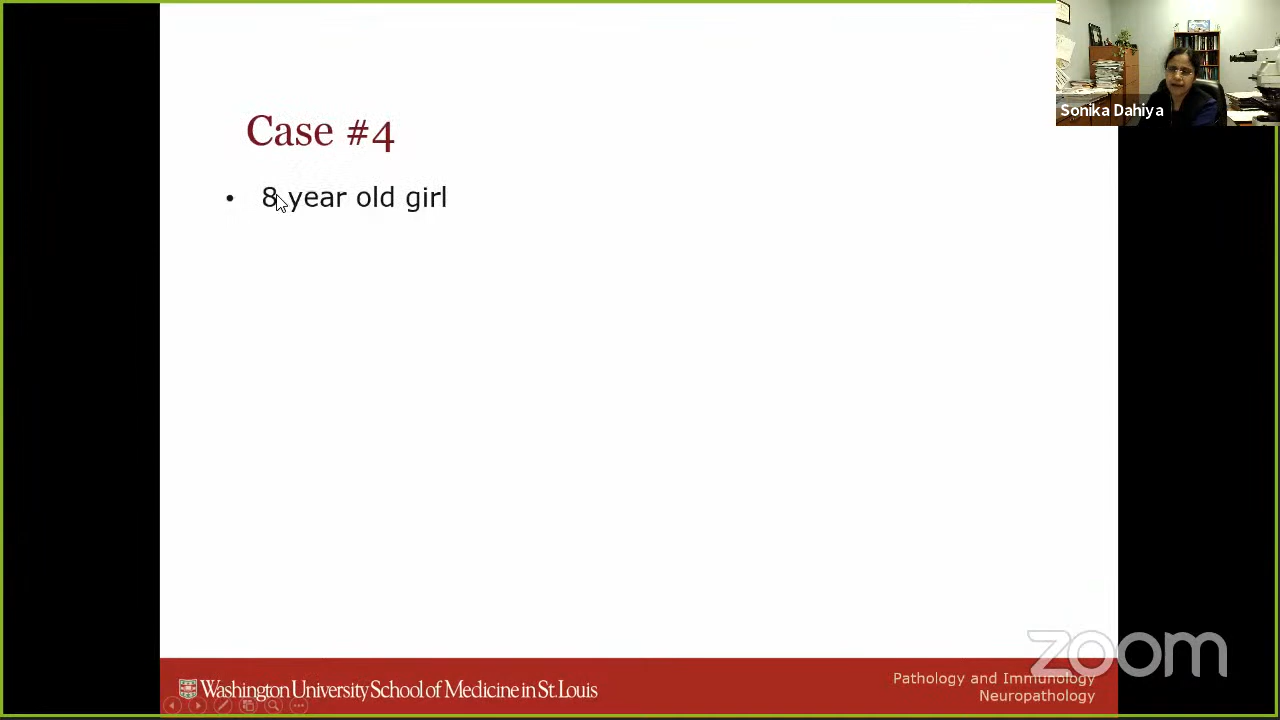 Sonika Dahiya
Case #4
• 8 year old girl
zoom
Washington University School of Medicine in St. Louis
Pathology and Immunology
Neuropathology